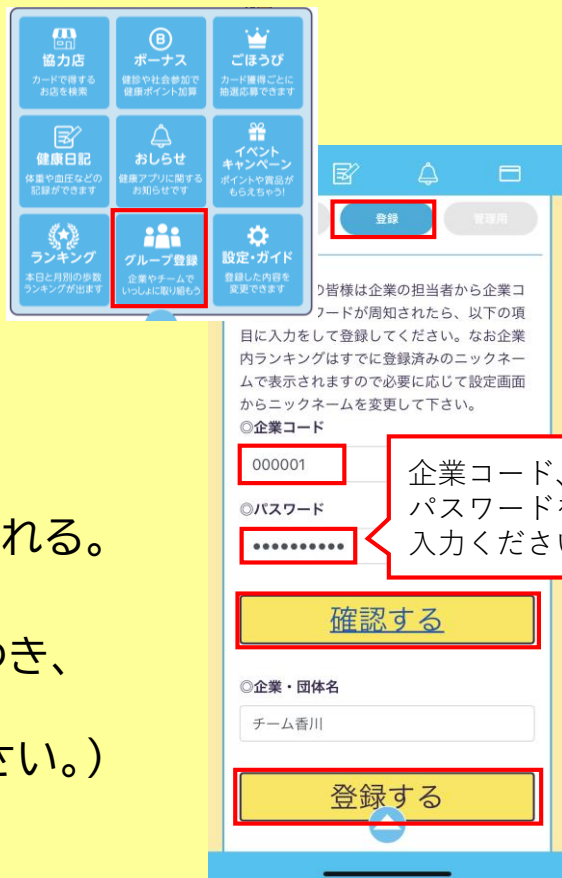 協力店
カードで得する
お店を検索
ボーナス
健診や社会参加で
健康ポイント加算
ごほうび
カード獲得ごとに
抽選応募できます
健康日記
体重や血圧などの
記録ができます
おしらせ
健康アプリに関する
お知らせです
イベント
キャンペーン
ポイントや賞品が
もらえちゃう!
ランキング
本日と月別の歩数
ランキングが出ます
グループ登録
企業やチームで
いっしょに取り組もう
設定・ガイド
登録した内容を
変更できます
登録
管理用
の皆様は企業の担当者から企業コ
ワードが周知されたら、以下の項
目に入力をして登録してください。なお企業
内ランキングはすでに登録済みのニックネー
ムで表示されますので必要に応じて設定画面
からニックネームを変更して下さい。
◎企業コード
000001
◎パスワード
••••••••••
企業コード、
パスワードを
入力ください
確認する
◎企業・団体名
チーム香川
登録する
れる。
き、
さい。)